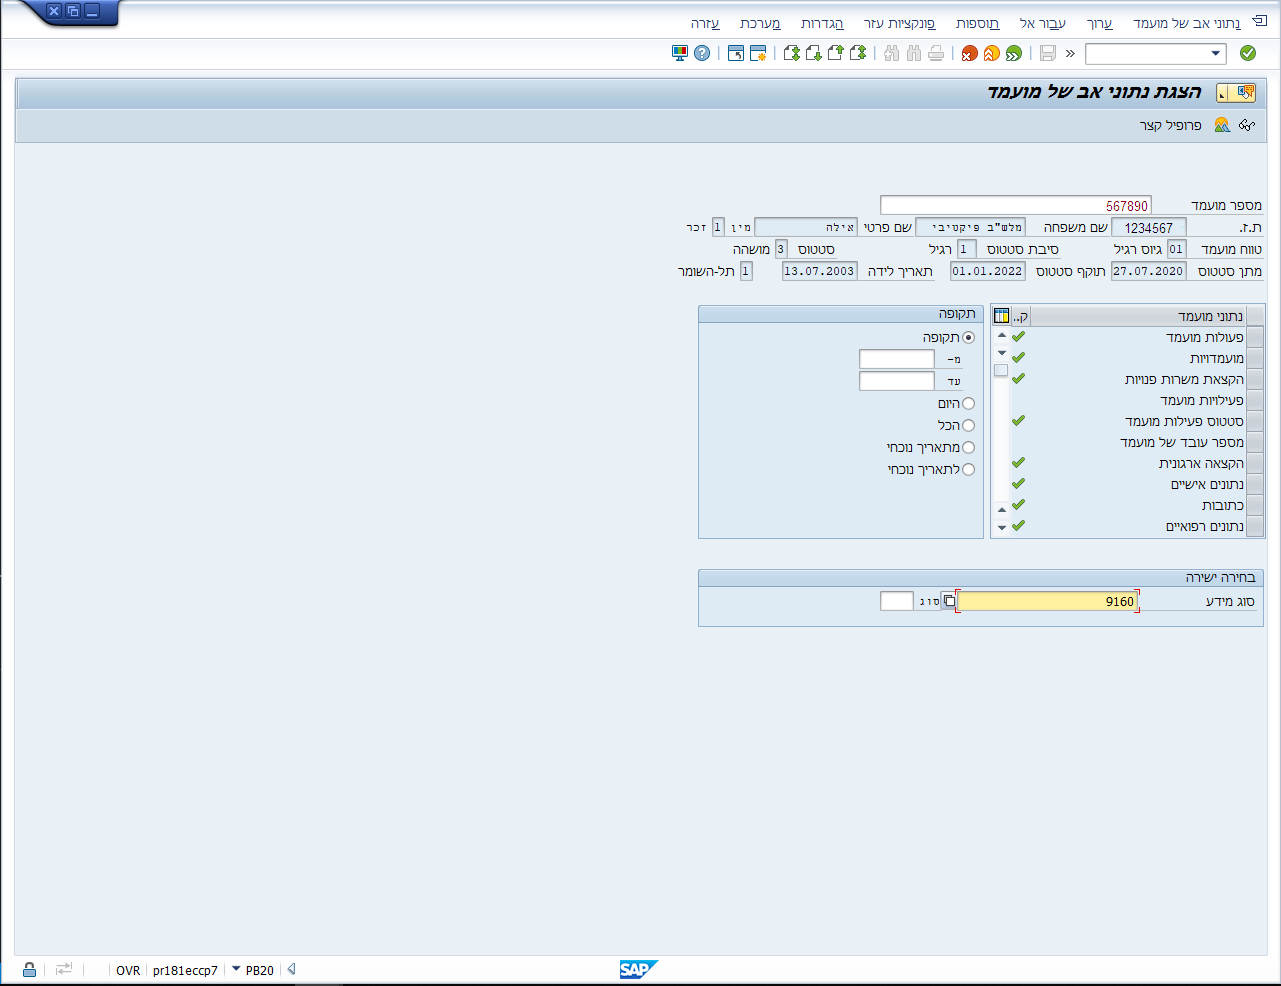 נתוני אב של מועמד ערוך עבור אל תוספות פונקציות עזר הגדרות מערכת עזרה
הצגת נתוני אב של מועמד
פרופיל קצר
מספר מועמד 567890
ת.ז. 1234567 שם משפחה מלש"ב פיקטיבי שם פרטי אילה מין 1 זכר
טווח מועמד 01 גיוס רגיל סיבת סטטוס 1 רגיל סטטוס 3 מושהה
מתן סטטוס 27.07.2020 תוקף סטטוס 01.01.2022 תאריך לידה 13.07.2003 1 תל-השומר
נתוני מועמד ק..
פעולות מועמד
מועמדויות
הקצאת משרות פנויות
פעילויות מועמד
סטטוס פעילות מועמד
מספר עובד של מועמד
הקצאה ארגונית
נתונים אישיים
כתובות
נתונים רפואיים
תקופה
תקופה
מ-
עד
היום
הכל
מתאריך נוכחי
לתאריך נוכחי
בחירה ישירה
סוג מידע 9160 סוג
OVR pr181eccp7 PB20
SAP